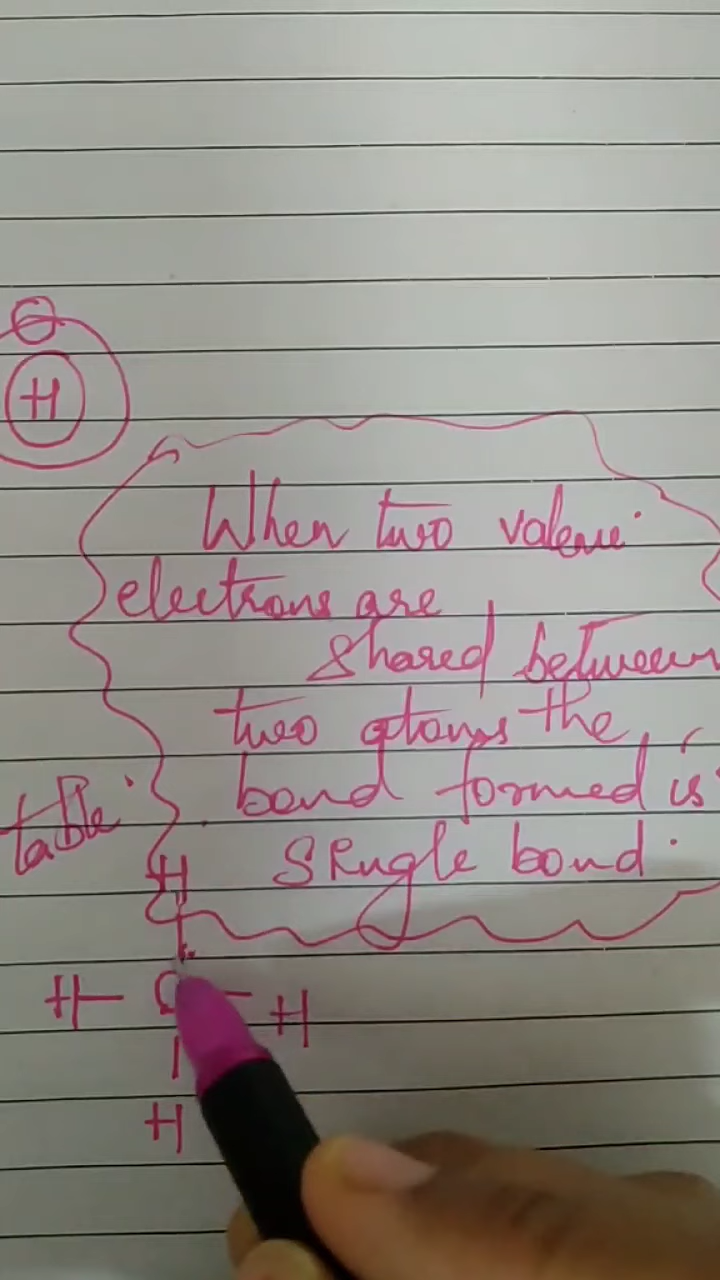 H
When two valence
electrons are
shared between
two atoms the
bond formed is
table.
Single bond.
H
H— C — H
H